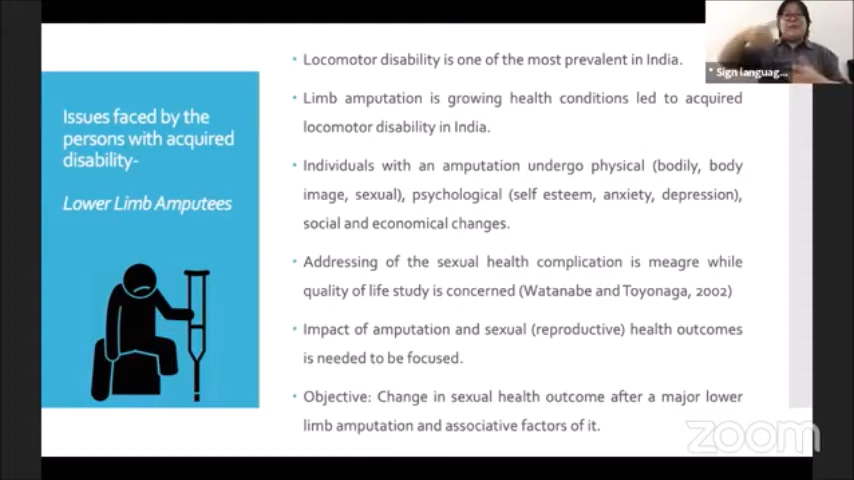 Issues faced by the
persons with acquired
disability-
Lower Limb Amputees
• Locomotor disability is one of the most prevalent in India.
• Limb amputation is growing health conditions led to acquired
locomotor disability in India.
• Individuals with an amputation undergo physical (bodily, body
image, sexual), psychological (self esteem, anxiety, depression),
social and economical changes.
• Addressing of the sexual health complication is meagre while
quality of life study is concerned (Watanabe and Toyonaga, 2002)
• Impact of amputation and sexual (reproductive) health outcomes
is needed to be focused.
• Objective: Change in sexual health outcome after a major lower
limb amputation and associative factors of it.
* Sign languag...
zoom